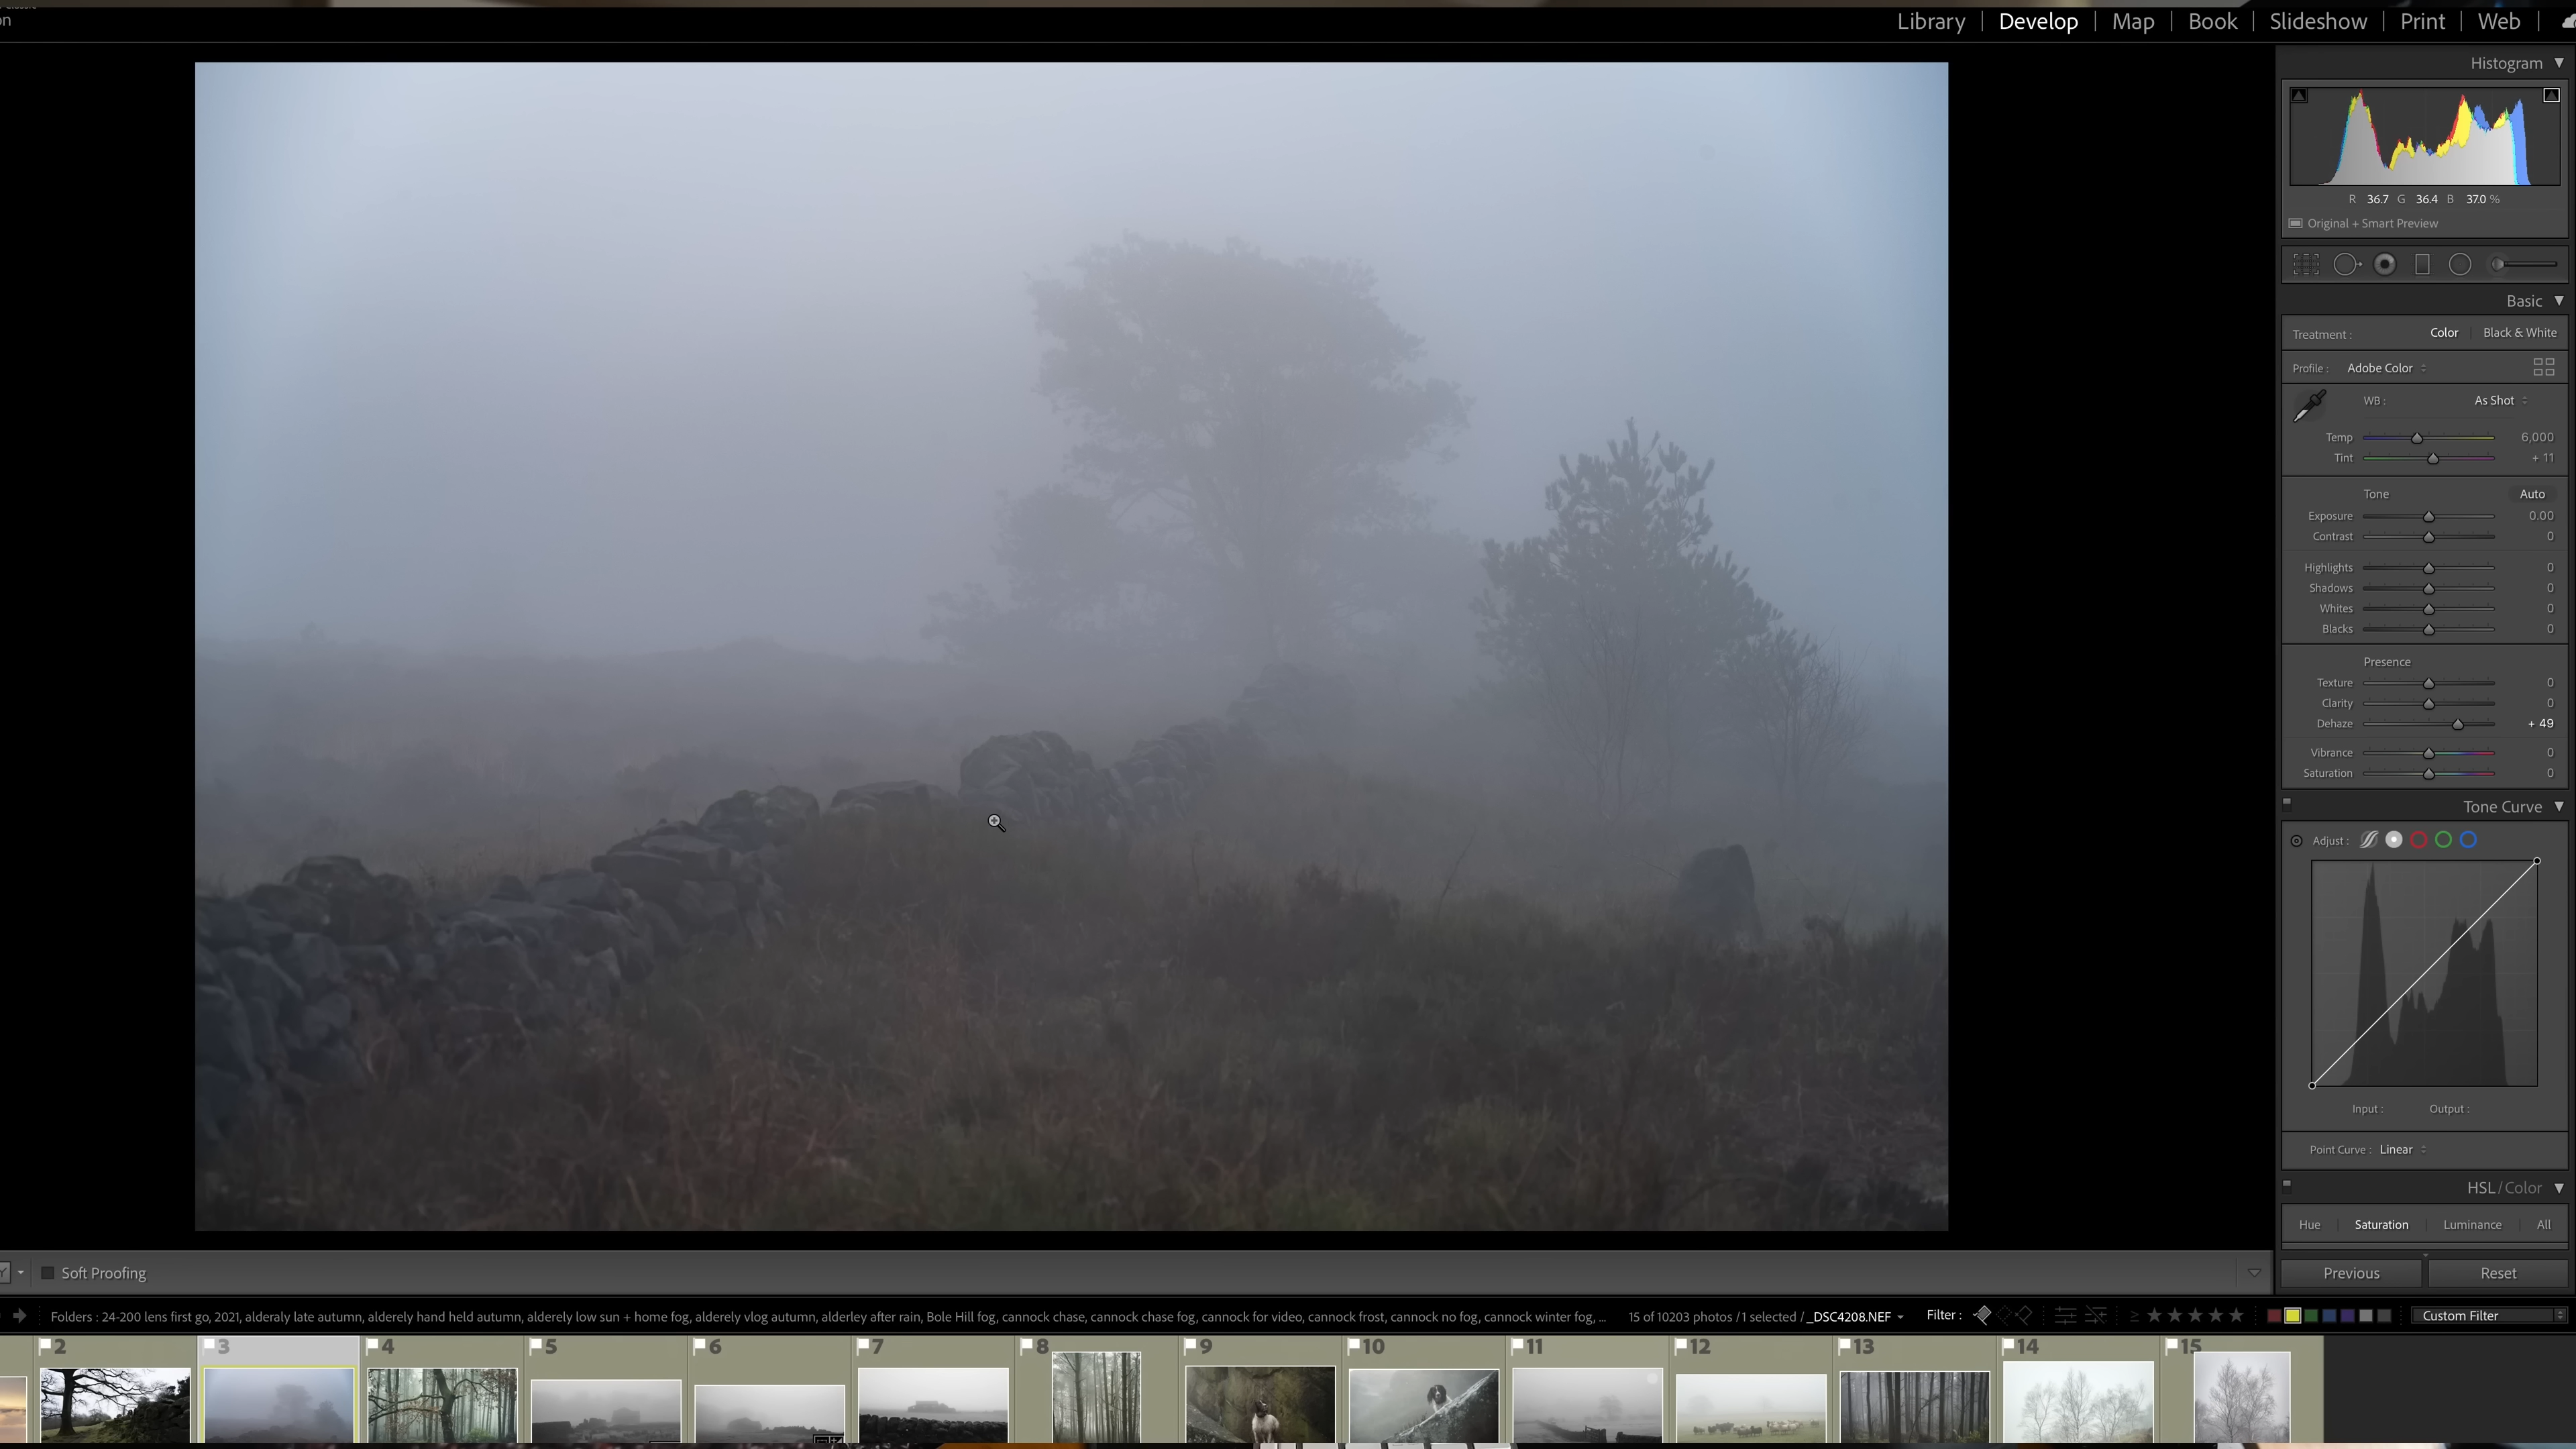 on
Library | Develop | Map | Book | Slideshow | Print | Web |
Histogram
R 36.7 G 36.4 B 37.0 %
Original + Smart Preview
Basic
Treatment : Color | Black & White
Profile : Adobe Color
WB : As Shot
Temp 6,000
Tint + 11
Tone Auto
Exposure 0.00
Contrast 0
Highlights 0
Shadows 0
Whites 0
Blacks 0
Presence
Texture 0
Clarity 0
Dehaze + 49
Vibrance 0
Saturation 0
Tone Curve
Adjust :
Input : Output :
Point Curve : Linear
HSL / Color
Hue Saturation Luminance All
Soft Proofing
Previous Reset
Folders : 24-200 lens first go, 2021, alderaly late autumn, alderely hand held autumn, alderely low sun + home fog, alderely vlog autumn, alderley after rain, Bole Hill fog, cannock chase, cannock chase fog, cannock for video, cannock frost, cannock no fog, cannock winter fog, ... 15 of 10203 photos / 1 selected / _DSC4208.NEF Filter : Custom Filter
2 3 4 5 6 7 8 9 10 11 12 13 14 15